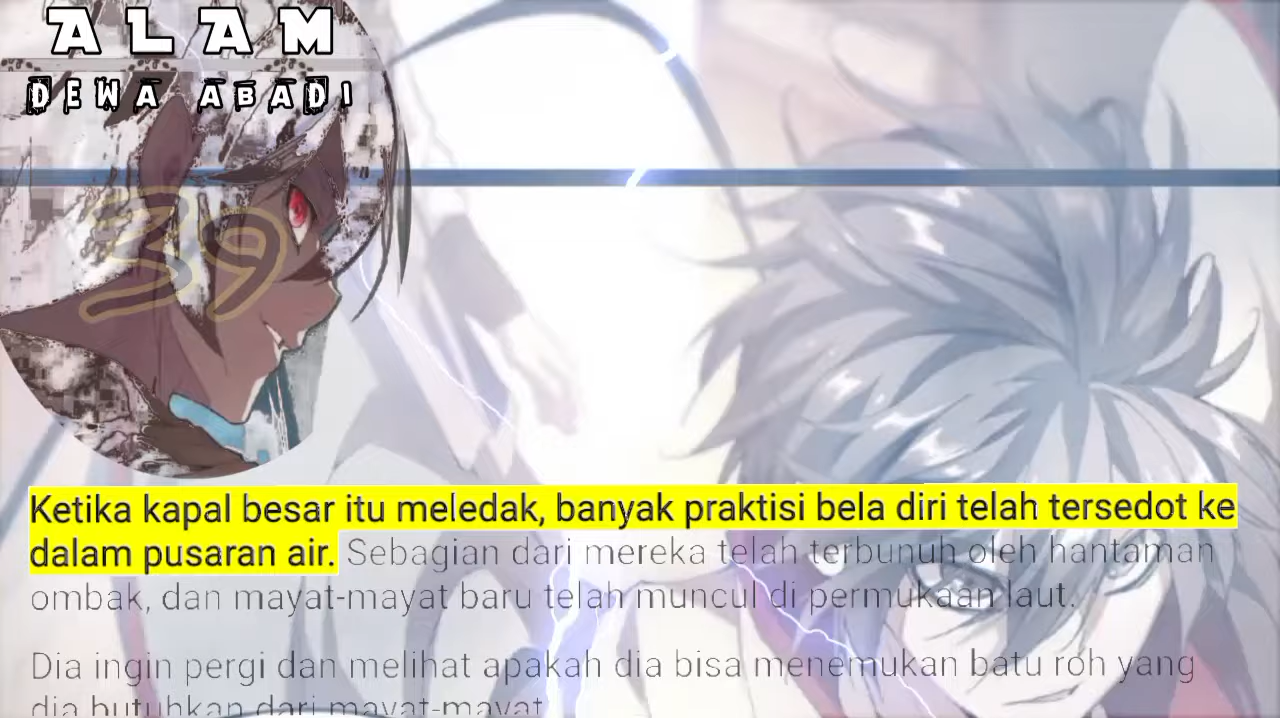 ALAM
DEWA ABADI
39
Ketika kapal besar itu meledak, banyak praktisi bela diri telah tersedot ke
dalam pusaran air. Sebagian dari mereka telah terbunuh oleh hantaman
ombak, dan mayat-mayat baru telah muncul di permukaan laut.
Dia ingin pergi dan melihat apakah dia bisa menemukan batu roh yang
dia butuhkan dari mayat-mayat